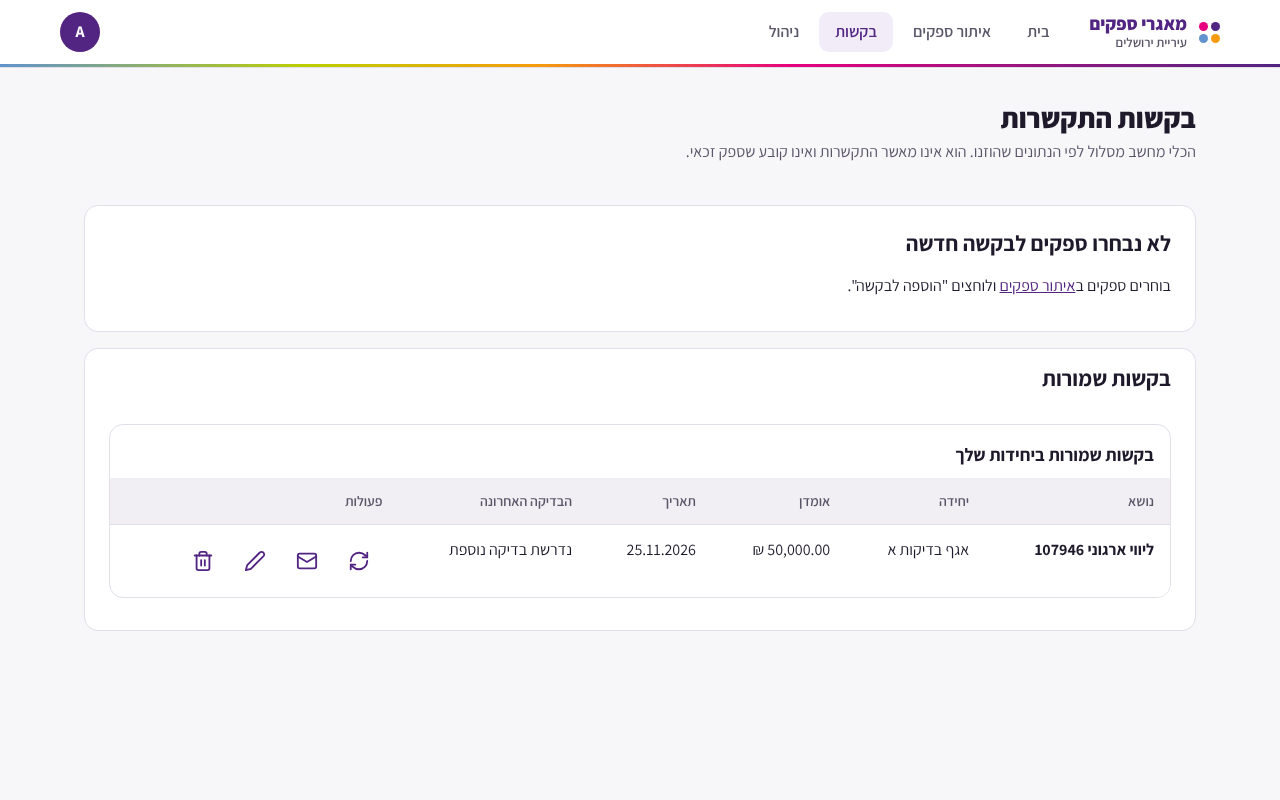 מאגרי ספקים
עיריית ירושלים
בית
איתור ספקים
בקשות
ניהול
A
בקשות התקשרות
הכלי מחשב מסלול לפי הנתונים שהוזנו. הוא אינו מאשר התקשרות ואינו קובע שספק זכאי.
לא נבחרו ספקים לבקשה חדשה
בוחרים ספקים באיתור ספקים ולוחצים "הוספה לבקשה".
בקשות שמורות
בקשות שמורות ביחידות שלך
נושא יחידה אומדן תאריך הבדיקה האחרונה פעולות
ליווי ארגוני 107946 אגף בדיקות א 50,000.00 ₪ 25.11.2026 נדרשת בדיקה נוספת